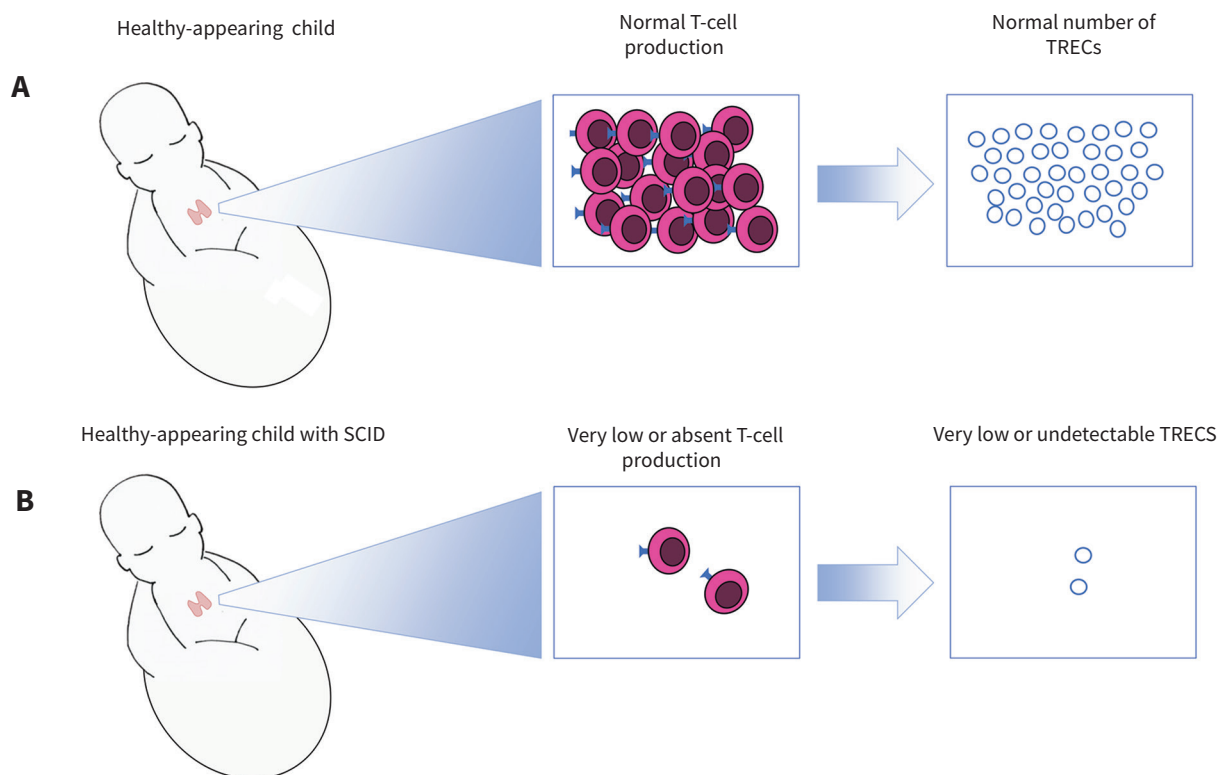 Healthy-appearing child
Normal T-cell
production
Normal number of
TRECs
A
Healthy-appearing child with SCID
Very low or absent T-cell
production
Very low or undetectable TRECS
B